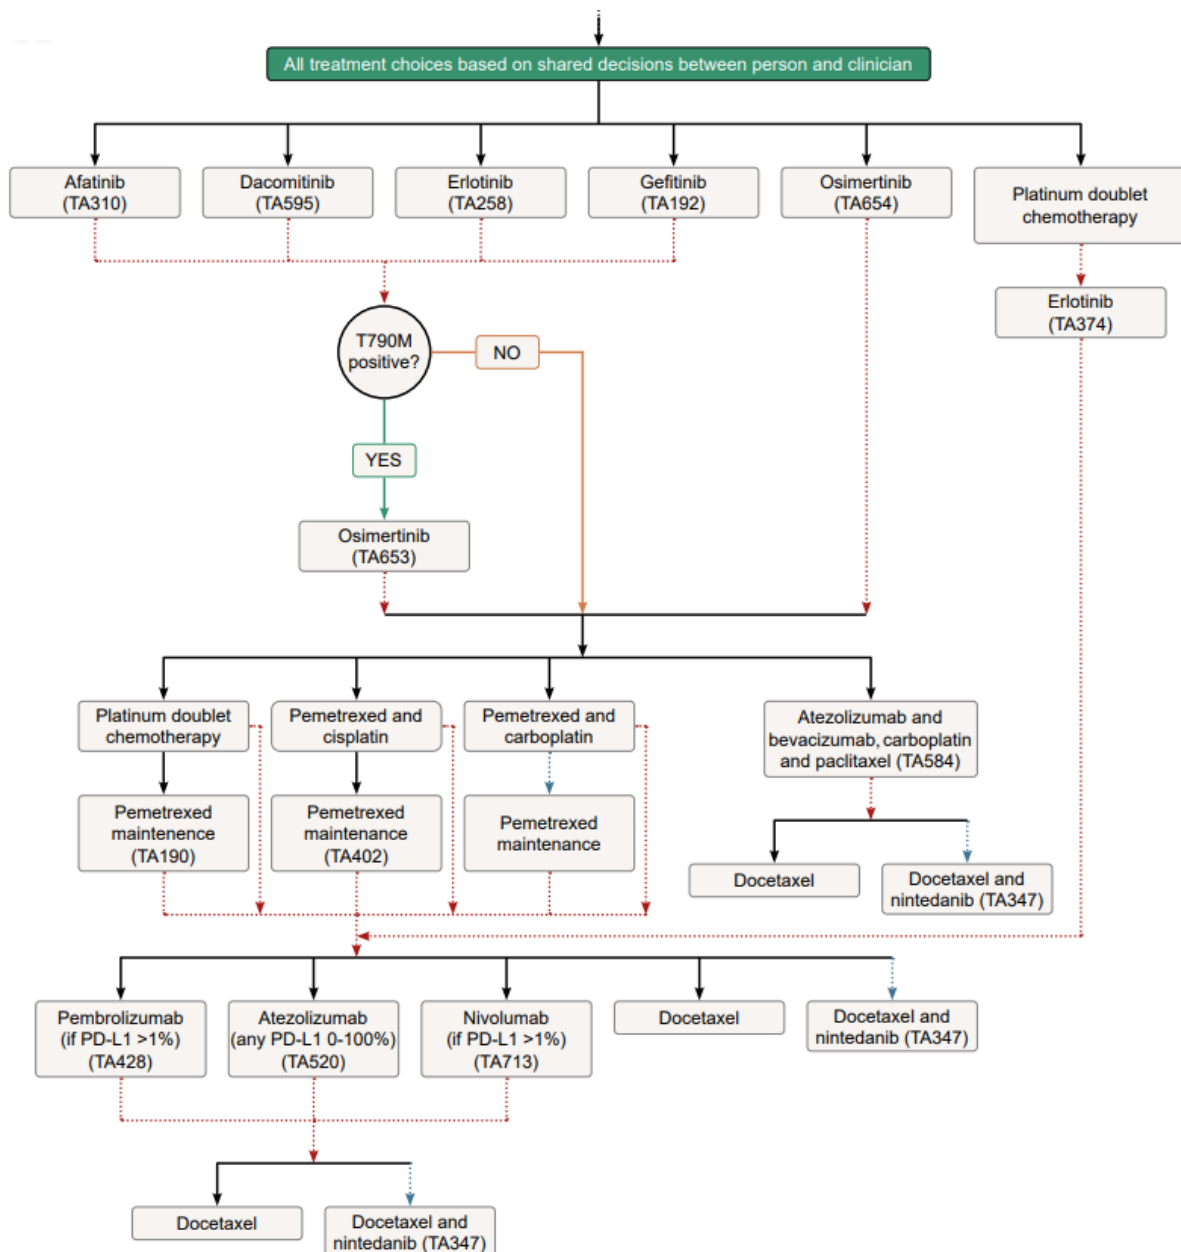 All treatment choices based on shared decisions between person and clinician
Afatinib
(TA310)
Dacomitinib
(TA595)
Erlotinib
(TA258)
Gefitinib
(TA192)
Osimertinib
(TA654)
Platinum doublet
chemotherapy
Erlotinib
(TA374)
T790M
positive?
NO
YES
Osimertinib
(TA653)
Platinum doublet
chemotherapy
Pemetrexed and
cisplatin
Pemetrexed and
carboplatin
Atezolizumab and
bevacizumab, carboplatin
and paclitaxel (TA584)
Pemetrexed
maintenence
(TA190)
Pemetrexed
maintenance
(TA402)
Pemetrexed
maintenance
Docetaxel
Docetaxel and
nintedanib (TA347)
Pembrolizumab
(if PD-L1 >1%)
(TA428)
Atezolizumab
(any PD-L1 0-100%)
(TA520)
Nivolumab
(if PD-L1 >1%)
(TA713)
Docetaxel
Docetaxel and
nintedanib (TA347)
Docetaxel
Docetaxel and
nintedanib (TA347)